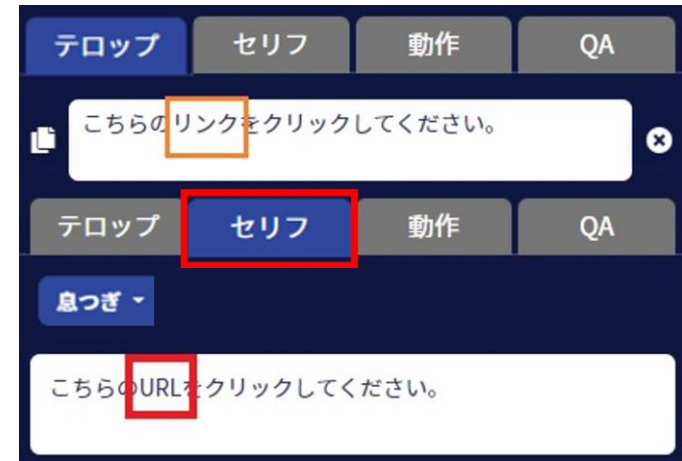 テロップ セリフ 動作 QA
こちらのリンクをクリックしてください。
テロップ セリフ 動作 QA
息つぎ
こちらのURLをクリックしてください。